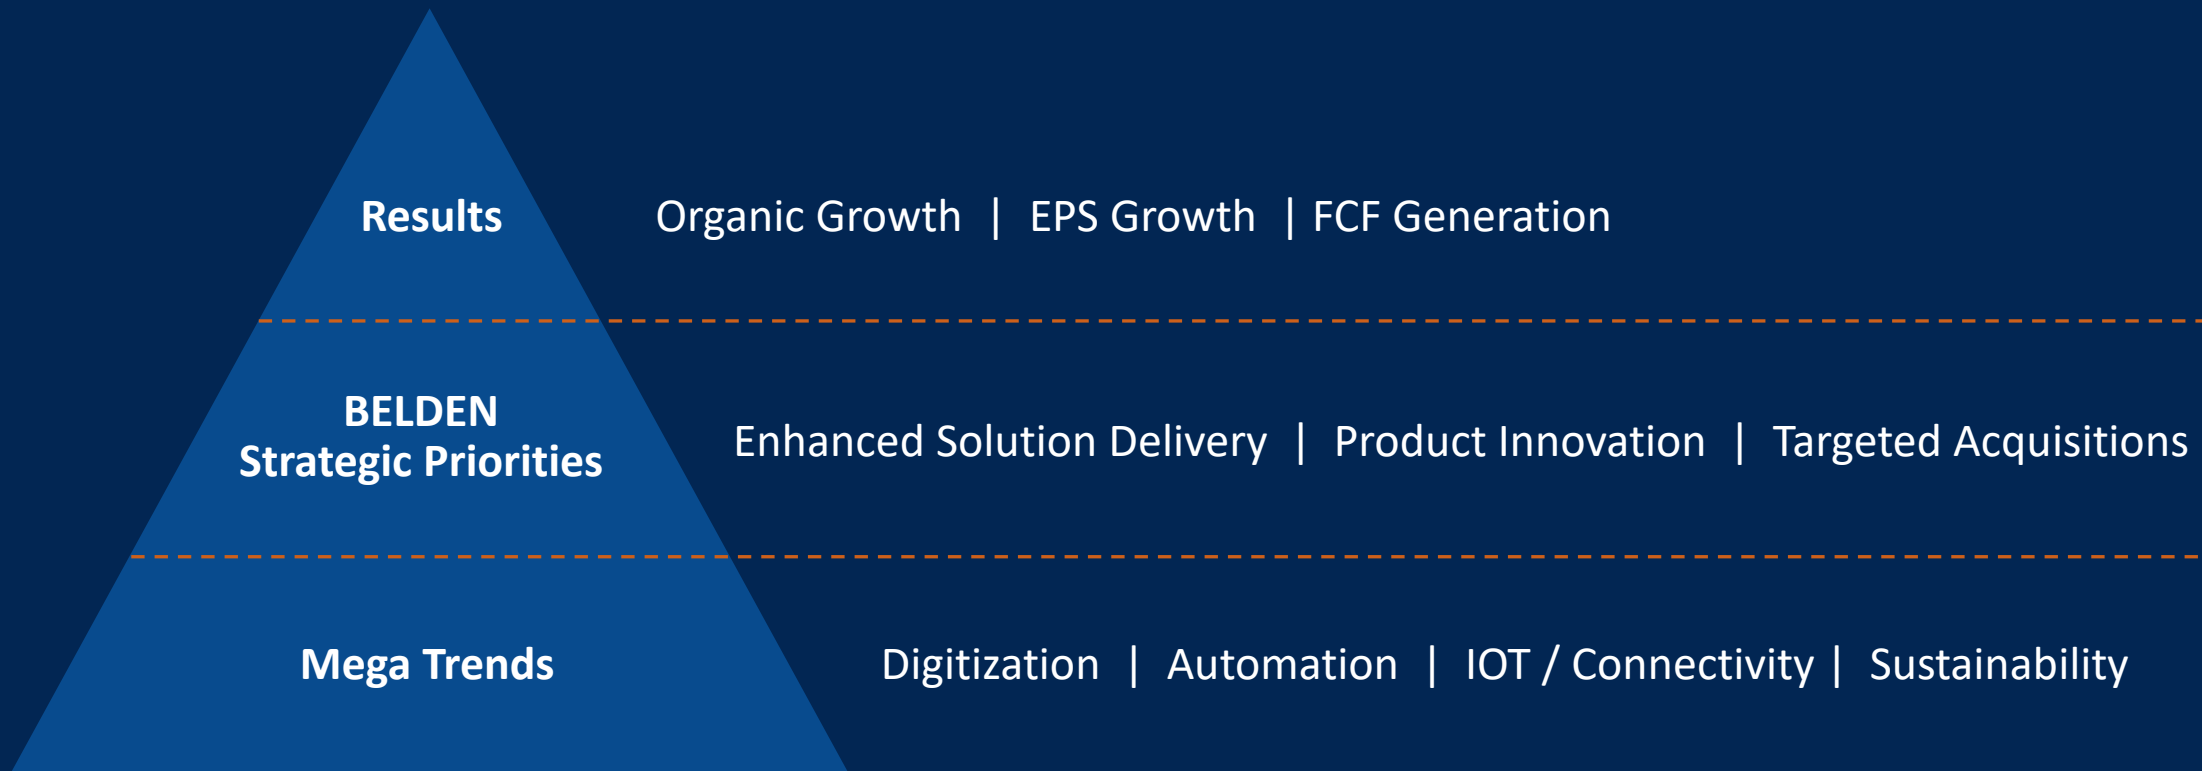 Results
Organic Growth | EPS Growth | FCF Generation
BELDEN
Strategic Priorities
Enhanced Solution Delivery | Product Innovation | Targeted Acquisitions
Mega Trends
Digitization | Automation | IOT / Connectivity | Sustainability